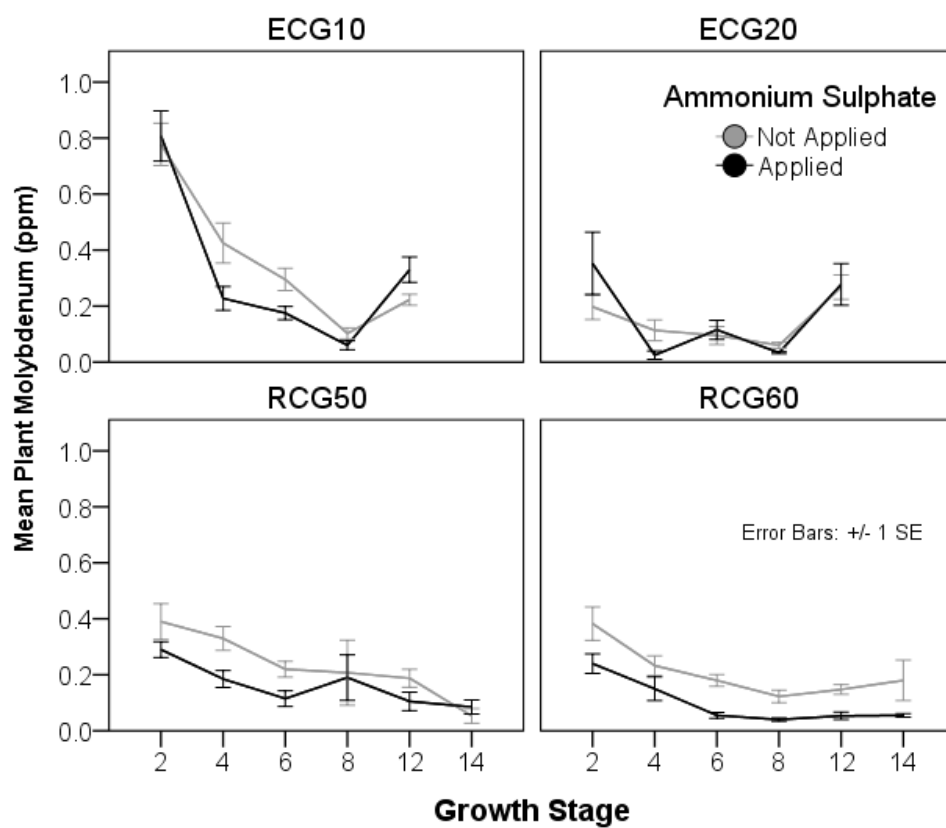 ECG10
ECG20
1.0
0.8
0.6
0.4
0.2
0.0
Ammonium Sulphate
Not Applied
Applied
Mean Plant Molybdenum (ppm)
RCG50
RCG60
1.0
0.8
0.6
0.4
0.2
0.0
Error Bars: +/- 1 SE
2 4 6 8 12 14
2 4 6 8 12 14
Growth Stage